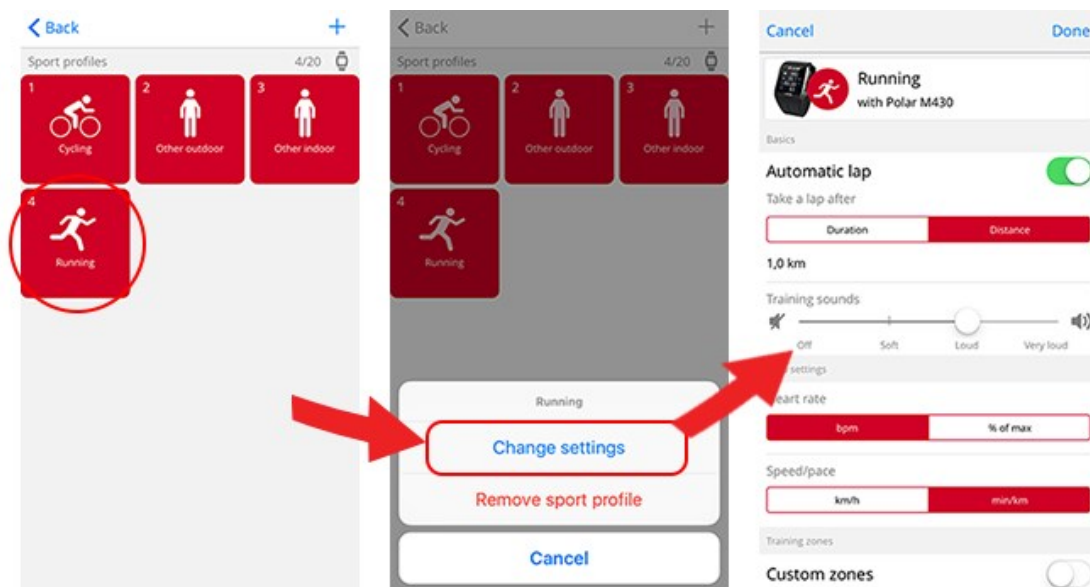 Back
+
Sport profiles 4/20
1
Cycling
2
Other outdoor
3
Other indoor
4
Running
Back
+
Sport profiles 4/20
1
Cycling
2
Other outdoor
3
Other indoor
4
Running
Running
Change settings
Remove sport profile
Cancel
Cancel Done
Running
with Polar M430
Basics
Automatic lap
Take a lap after
Duration Distance
1,0 km
Training sounds
Off Soft Loud Very loud
settings
eart rate
bpm % of max
Speed/pace
km/h min/km
Training zones
Custom zones